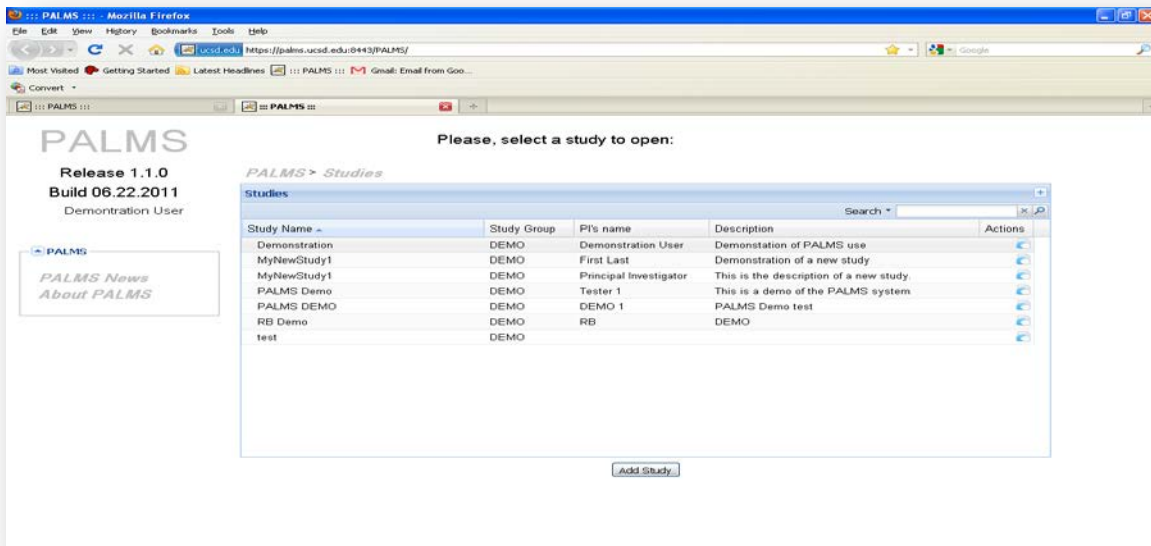 ::: PALMS ::: - Mozilla Firefox
File Edit View History Bookmarks Tools Help
ucsd.edu https://palms.ucsd.edu:8443/PALMS/
Google
Most Visited Getting Started Latest Headlines ::: PALMS ::: Gmail: Email from Goo...
Convert
::: PALMS ::: ::: PALMS :::
PALMS
Please, select a study to open:
Release 1.1.0
Build 06.22.2011
Demontration User
PALMS
PALMS News
About PALMS
PALMS > Studies
Studies
Search
Study Name Study Group PI's name Description Actions
Demonstration DEMO Demonstration User Demonstation of PALMS use
MyNewStudy1 DEMO First Last Demonstration of a new study
MyNewStudy1 DEMO Principal Investigator This is the description of a new study.
PALMS Demo DEMO Tester 1 This is a demo of the PALMS system
PALMS DEMO DEMO DEMO 1 PALMS Demo test
RB Demo DEMO RB DEMO
test DEMO
Add Study